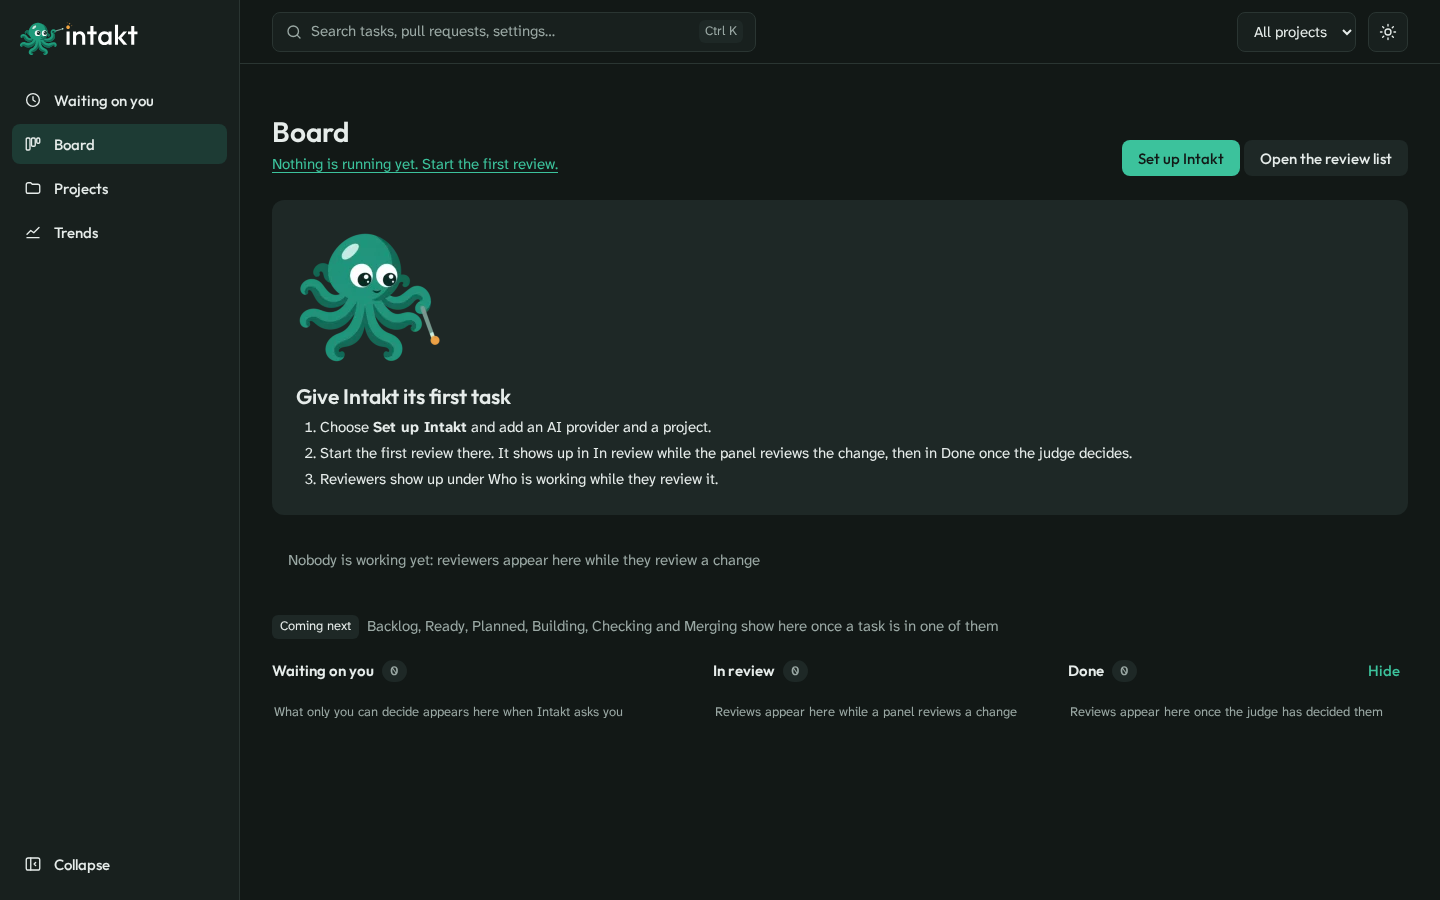 intakt
Search tasks, pull requests, settings...
Ctrl K
All projects
Waiting on you
Board
Projects
Trends
Collapse
Board
Nothing is running yet. Start the first review.
Set up Intakt
Open the review list
Give Intakt its first task
1. Choose Set up Intakt and add an AI provider and a project.
2. Start the first review there. It shows up in In review while the panel reviews the change, then in Done once the judge decides.
3. Reviewers show up under Who is working while they review it.
Nobody is working yet: reviewers appear here while they review a change
Coming next Backlog, Ready, Planned, Building, Checking and Merging show here once a task is in one of them
Waiting on you 0
What only you can decide appears here when Intakt asks you
In review 0
Reviews appear here while a panel reviews a change
Done 0
Hide
Reviews appear here once the judge has decided them